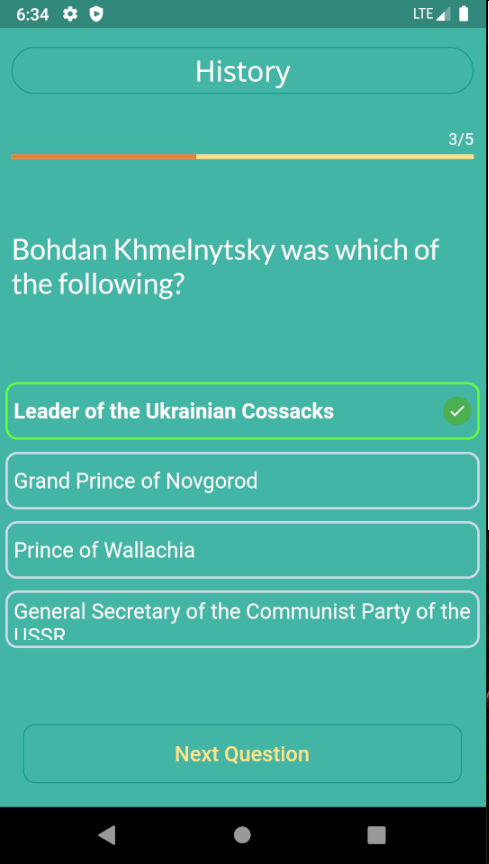 6:34
LTE
History
3/5
Bohdan Khmelnytsky was which of
the following?
Leader of the Ukrainian Cossacks
Grand Prince of Novgorod
Prince of Wallachia
General Secretary of the Communist Party of the
USSR
Next Question